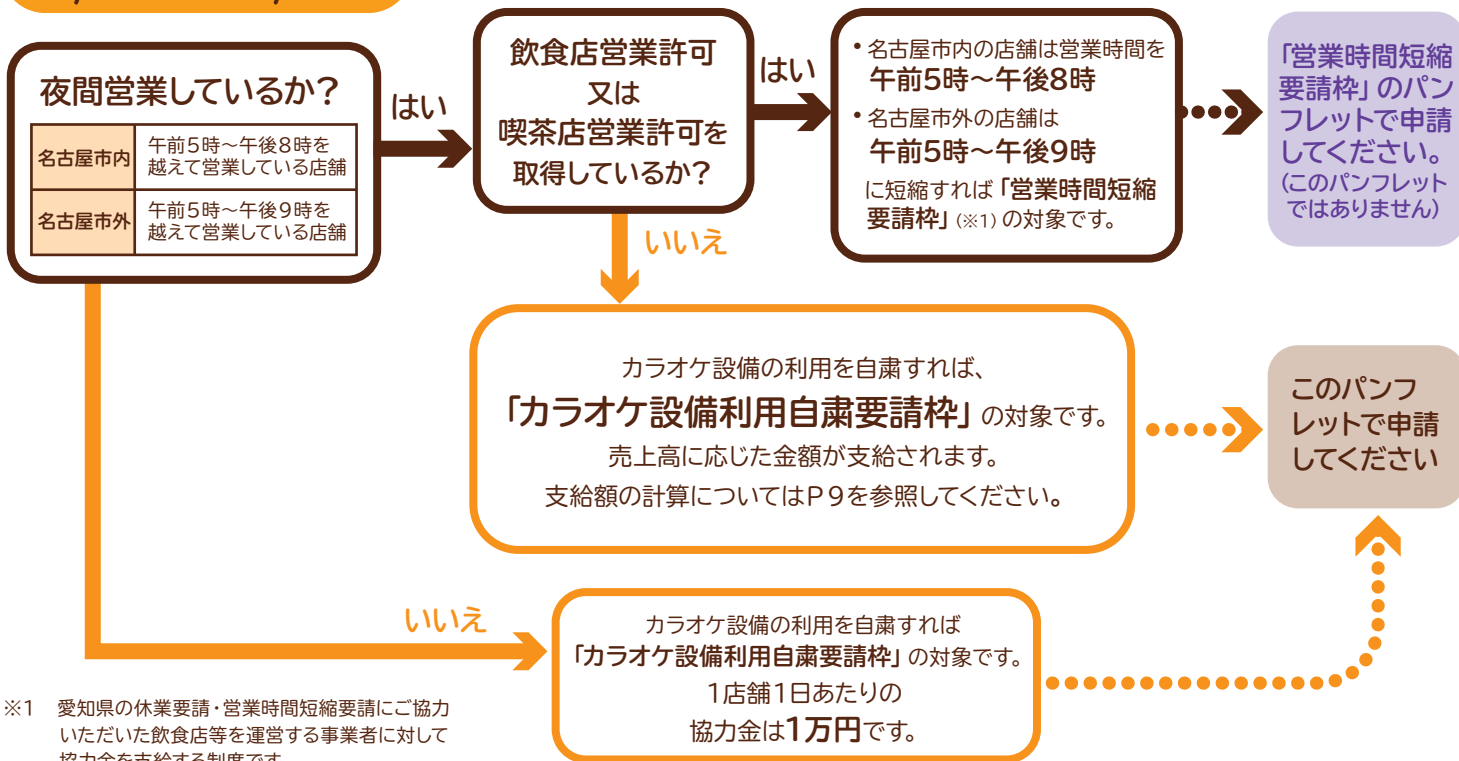 夜間営業しているか?
名古屋市内
午前5時～午後8時を
越えて営業している店舗
名古屋市外
午前5時～午後9時を
越えて営業している店舗
はい
飲食店営業許可
又は
喫茶店営業許可を
取得しているか?
はい
・名古屋市内の店舗は営業時間を
午前5時～午後8時
・名古屋市外の店舗は
午前5時～午後9時
に短縮すれば「営業時間短縮
要請枠」(※1)の対象です。
「営業時間短縮
要請枠」のパン
フレットで申請
してください。
(このパンフレット
ではありません)
いいえ
カラオケ設備の利用を自粛すれば、
「カラオケ設備利用自粛要請枠」の対象です。
売上高に応じた金額が支給されます。
支給額の計算についてはP9を参照してください。
このパンフ
レットで申請
してください
いいえ
カラオケ設備の利用を自粛すれば
「カラオケ設備利用自粛要請枠」の対象です。
1店舗1日あたりの
協力金は1万円です。
※1 愛知県の休業要請・営業時間短縮要請にご協力
いただいた飲食店等を運営する事業者に対して
協力金を支給する制度です